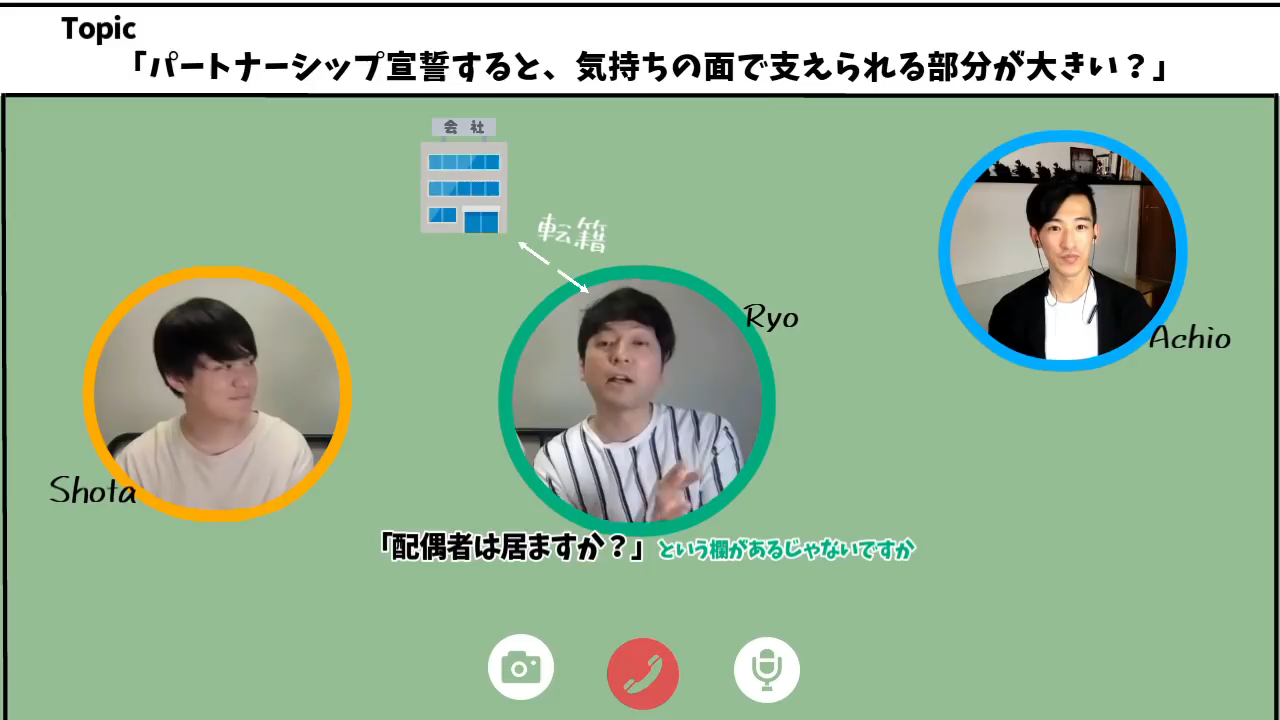 Topic
「パートナーシップ宣誓すると、気持ちの面で支えられる部分が大きい？」
会 社
転籍
Ryo
Achio
Shota
「配偶者は居ますか？」という欄があるじゃないですか